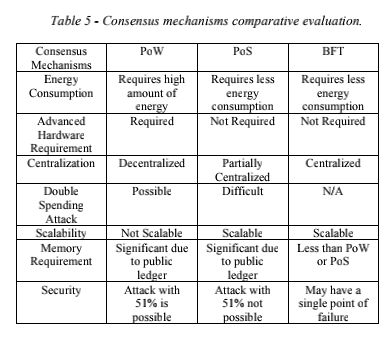 Table 5 - Consensus mechanisms comparative evaluation.
Consensus Mechanisms PoW PoS BFT
Energy Consumption Requires high amount of energy Requires less energy consumption Requires less energy consumption
Advanced Hardware Requirement Required Not Required Not Required
Centralization Decentralized Partially Centralized Centralized
Double Spending Attack Possible Difficult N/A
Scalability Not Scalable Scalable Scalable
Memory Requirement Significant due to public ledger Significant due to public ledger Less than PoW or PoS
Security Attack with 51% is possible Attack with 51% not possible May have a single point of failure